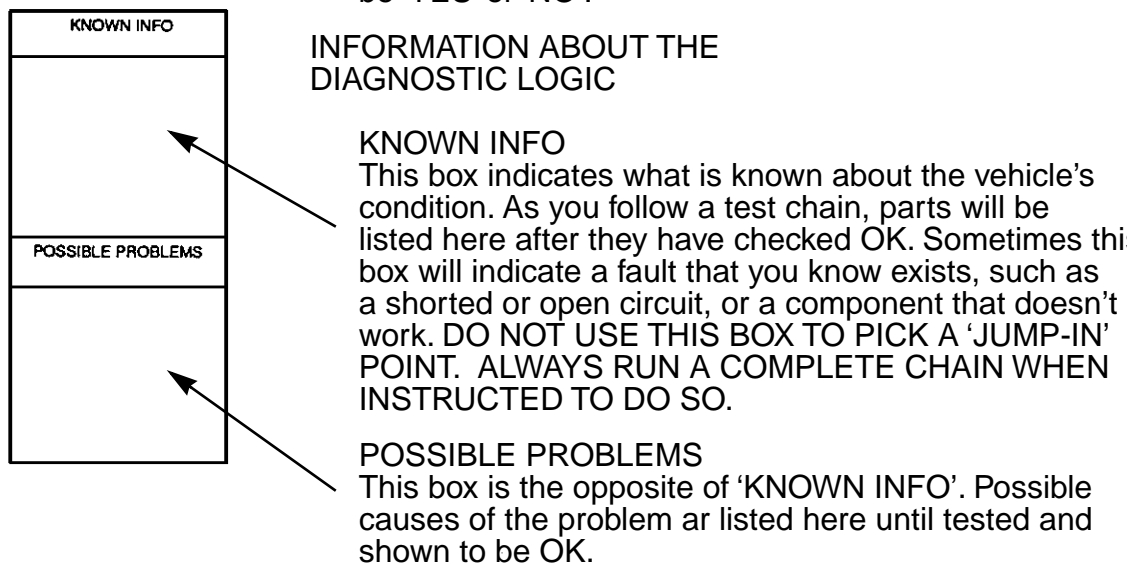 KNOWN INFO
POSSIBLE PROBLEMS
INFORMATION ABOUT THE
DIAGNOSTIC LOGIC
KNOWN INFO
This box indicates what is known about the vehicle's
condition. As you follow a test chain, parts will be
listed here after they have checked OK. Sometimes this
box will indicate a fault that you know exists, such as
a shorted or open circuit, or a component that doesn't
work. DO NOT USE THIS BOX TO PICK A ‘JUMP-IN’
POINT. ALWAYS RUN A COMPLETE CHAIN WHEN
INSTRUCTED TO DO SO.
POSSIBLE PROBLEMS
This box is the opposite of ‘KNOWN INFO’. Possible
causes of the problem ar listed here until tested and
shown to be OK.